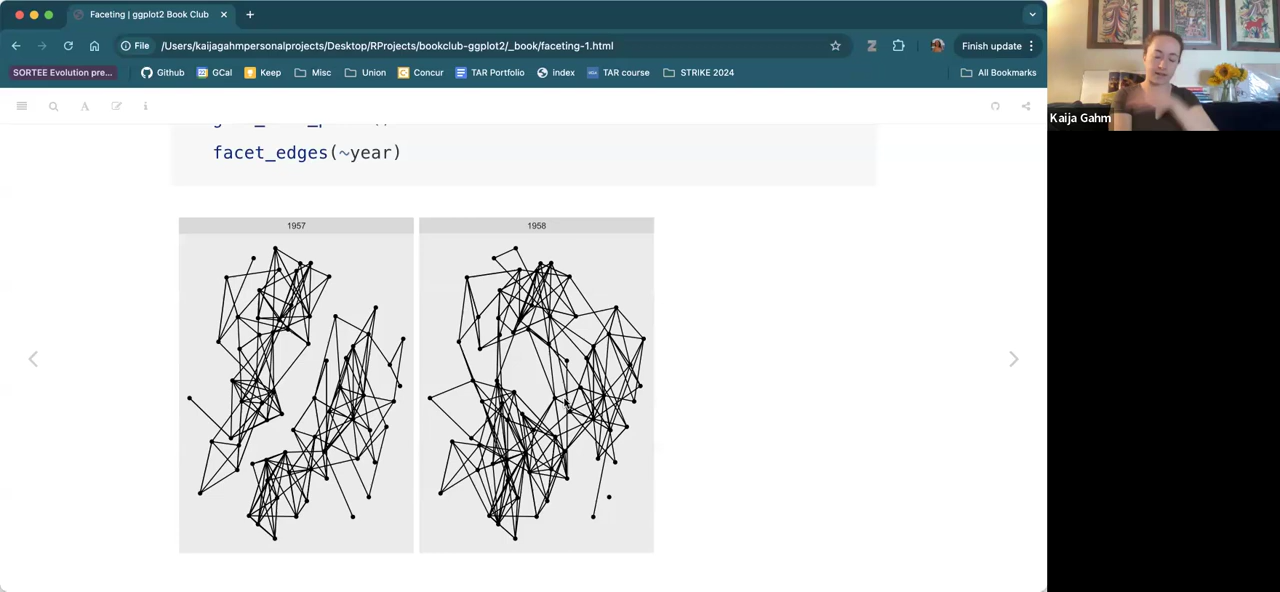 Faceting | ggplot2 Book Club
File
/Users/kaijagahmpersonalprojects/Desktop/RProjects/bookclub-ggplot2/_book/faceting-1.html
Finish update
SORTEE Evolution pre...
Github
GCal
Keep
Misc
Union
Concur
TAR Portfolio
index
TAR course
STRIKE 2024
All Bookmarks
Kaija Gahm
facet_edges(~year)
1957
1958